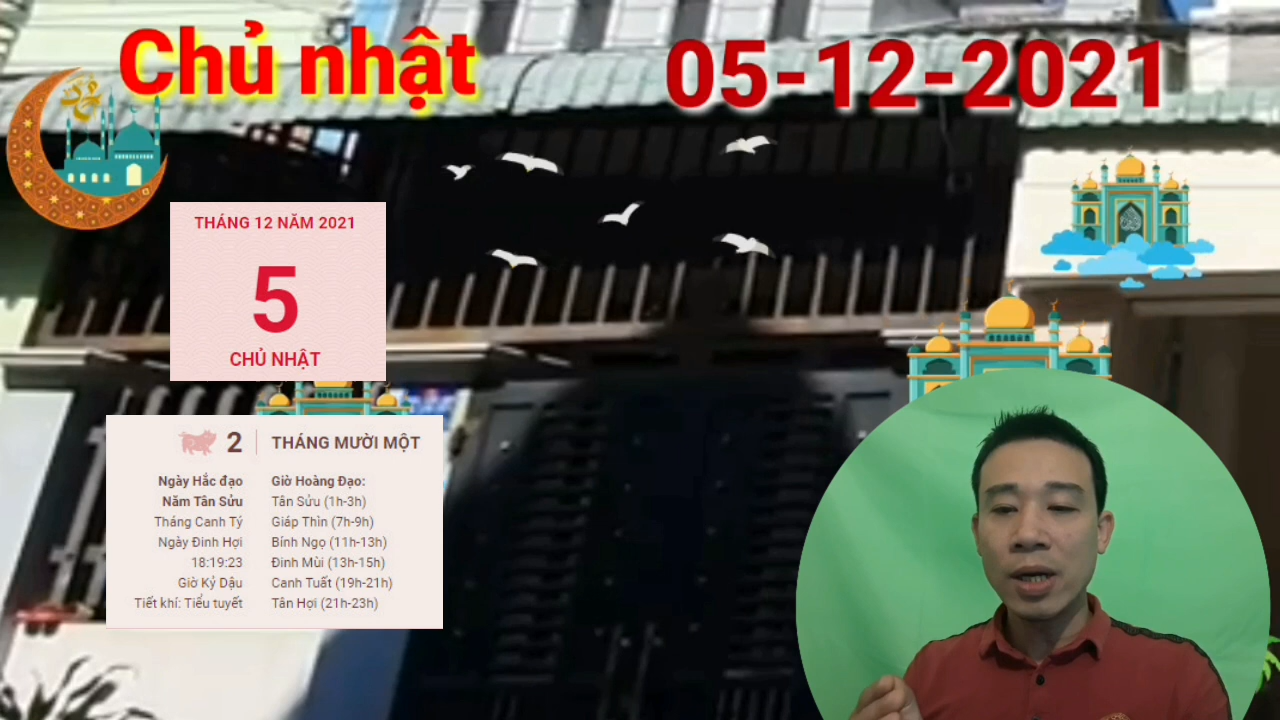 Chủ nhật
05-12-2021
THÁNG 12 NĂM 2021
5
CHỦ NHẬT
2
THÁNG MƯỜI MỘT
Ngày Hắc đạo
Năm Tân Sửu
Tháng Canh Tý
Ngày Đinh Hợi
18:19:23
Giờ Kỷ Dậu
Tiết khí: Tiểu tuyết
Giờ Hoàng Đạo:
Tân Sửu (1h-3h)
Giáp Thìn (7h-9h)
Bính Ngọ (11h-13h)
Đinh Mùi (13h-15h)
Canh Tuất (19h-21h)
Tân Hợi (21h-23h)